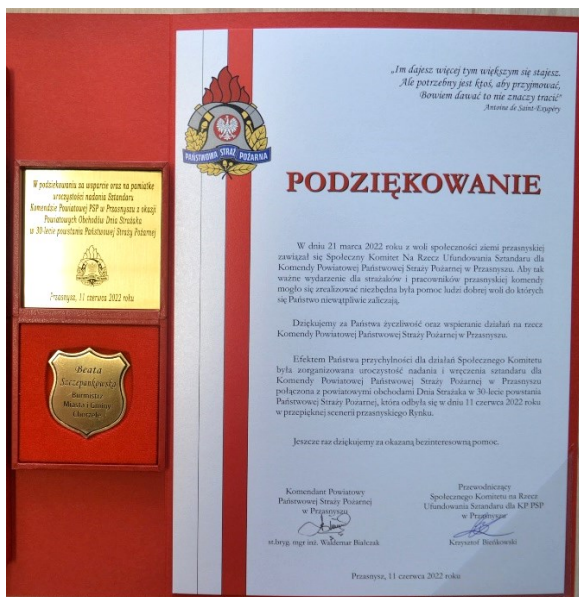 W podziękowaniu za wsparcie oraz na pamiątkę
uroczystości nadania Sztandaru
Komendzie Powiatowej PSP w Przasnyszu z okazji
Powiatowych Obchodów Dnia Strażaka
w 30-lecie powstania Państwowej Straży Pożarnej
Przasnysz, 11 czerwca 2022 roku
Beata
Szczepankowska
Burmistrz
Miasta i Gminy
Chorzele
„Im dajesz więcej tym większym się stajesz.
Ale potrzebny jest ktoś, aby przyjmować,
Bowiem dawać to nie znaczy tracić”
Antoine de Saint-Exupéry
PAŃSTWOWA STRAŻ POŻARNA
PODZIĘKOWANIE
W dniu 21 marca 2022 roku z woli społeczności ziemi przasnyskiej
zawiązał się Społeczny Komitet Na Rzecz Ufundowania Sztandaru dla
Komendy Powiatowej Państwowej Straży Pożarnej w Przasnyszu. Aby tak
ważne wydarzenie dla strażaków i pracowników przasnyskiej komendy
mogło się zrealizować niezbędna była pomoc ludzi dobrej woli do których
się Państwo niewątpliwie zaliczają.
Dziękujemy za Państwa życzliwość oraz wspieranie działań na rzecz
Komendy Powiatowej Państwowej Straży Pożarnej w Przasnyszu.
Efektem Państwa przychylności dla działań Społecznego Komitetu
była zorganizowana uroczystość nadania i wręczenia sztandaru dla
Komendy Powiatowej Państwowej Straży Pożarnej w Przasnyszu
połączona z powiatowymi obchodami Dnia Strażaka w 30-lecie powstania
Państwowej Straży Pożarnej, która odbyła się w dniu 11 czerwca 2022 roku
w przepięknej scenerii przasnyskiego Rynku.
Jeszcze raz dziękujemy za okazaną bezinteresowną pomoc.
Komendant Powiatowy
Państwowej Straży Pożarnej
w Przasnyszu
st.bryg. mgr inż. Waldemar Białczak
Przewodniczący
Społecznego Komitetu na Rzecz
Ufundowania Sztandaru dla KP PSP
w Przasnyszu
Krzysztof Bieńkowski
Przasnysz, 11 czerwca 2022 roku